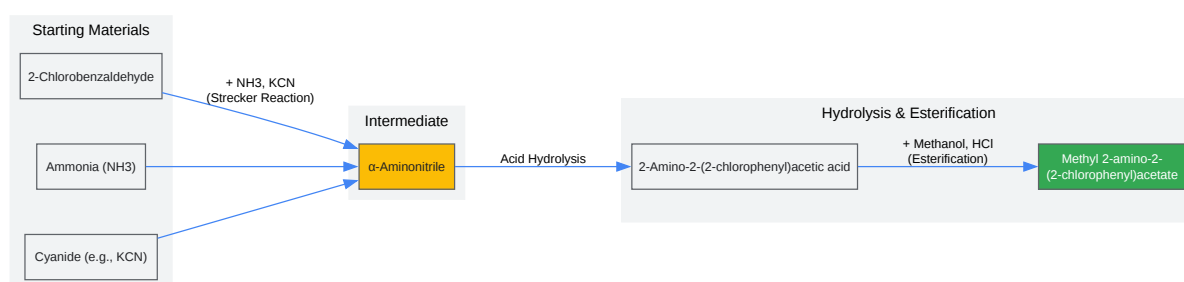 Starting Materials
2-Chlorobenzaldehyde
+ NH3, KCN
(Strecker Reaction)
Ammonia (NH3)
Cyanide (e.g., KCN)
Intermediate
α-Aminonitrile
Acid Hydrolysis
Hydrolysis & Esterification
2-Amino-2-(2-chlorophenyl)acetic acid
+ Methanol, HCl
(Esterification)
Methyl 2-amino-2-
(2-chlorophenyl)acetate